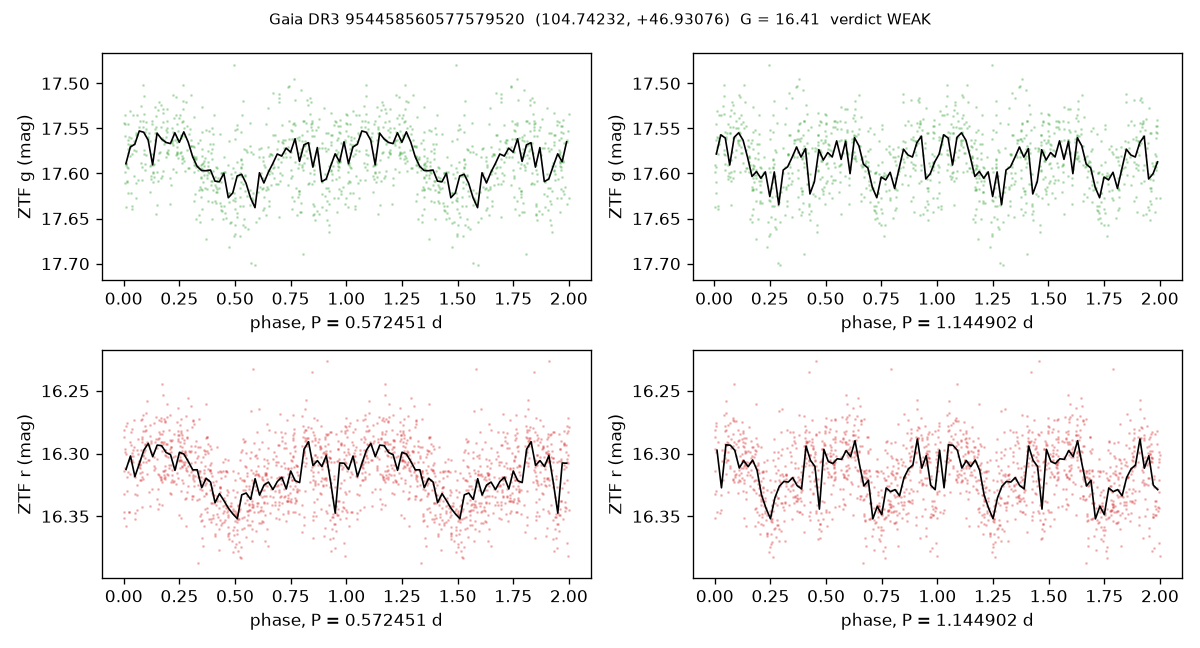 Gaia DR3 954458560577579520  (104.74232, +46.93076)  G = 16.41  verdict WEAK
ZTF g (mag)
17.50
17.55
17.60
17.65
17.70
0.00 0.25 0.50 0.75 1.00 1.25 1.50 1.75 2.00
phase, P = 0.572451 d
ZTF g (mag)
17.50
17.55
17.60
17.65
17.70
0.00 0.25 0.50 0.75 1.00 1.25 1.50 1.75 2.00
phase, P = 1.144902 d
ZTF r (mag)
16.25
16.30
16.35
0.00 0.25 0.50 0.75 1.00 1.25 1.50 1.75 2.00
phase, P = 0.572451 d
ZTF r (mag)
16.25
16.30
16.35
0.00 0.25 0.50 0.75 1.00 1.25 1.50 1.75 2.00
phase, P = 1.144902 d